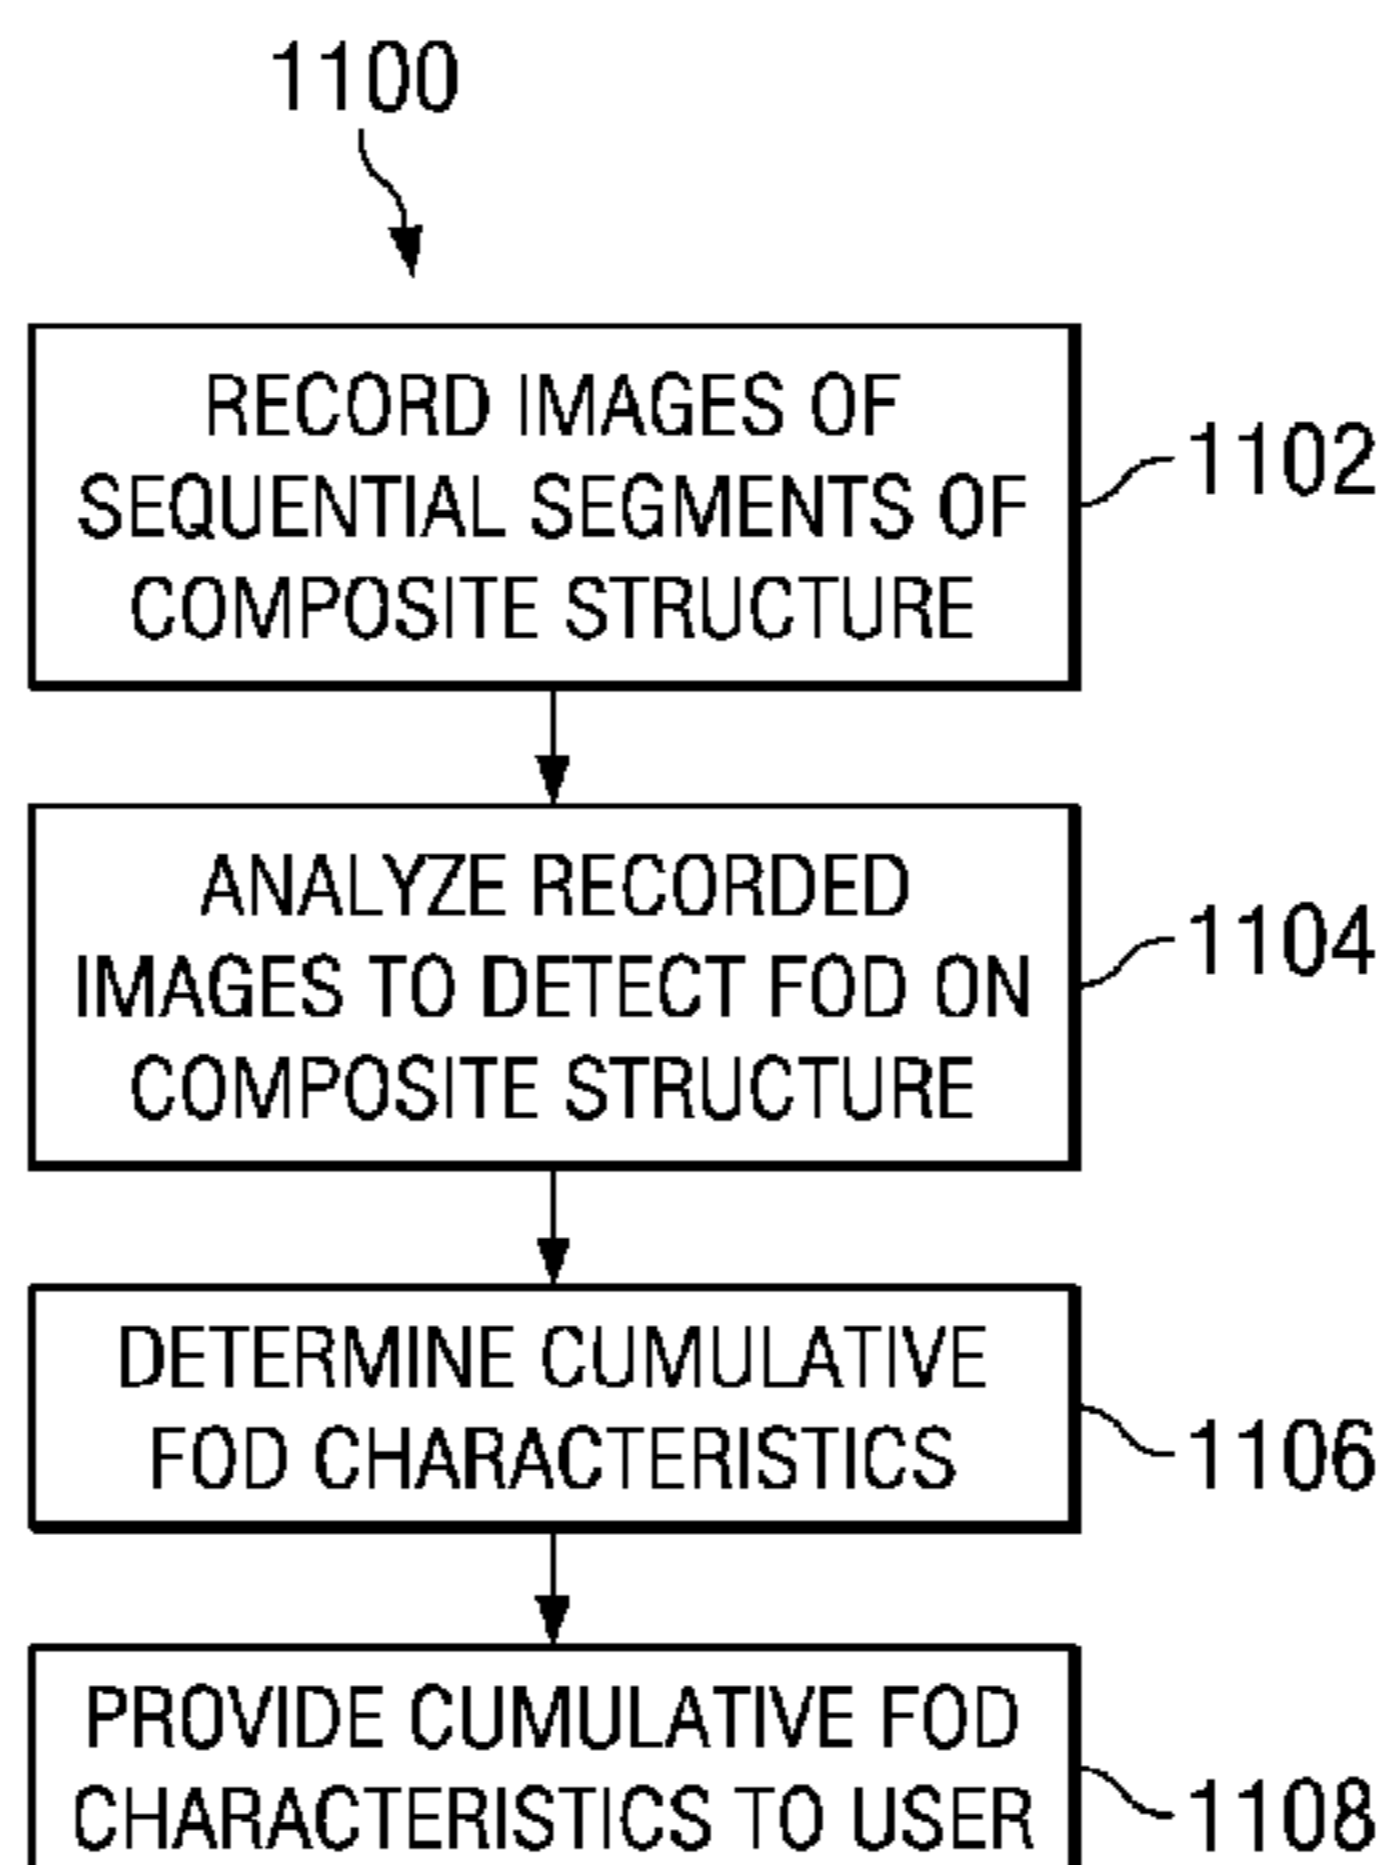 1100
RECORD IMAGES OF
SEQUENTIAL SEGMENTS OF
COMPOSITE STRUCTURE
1102
ANALYZE RECORDED
IMAGES TO DETECT FOD ON
COMPOSITE STRUCTURE
1104
DETERMINE CUMULATIVE
FOD CHARACTERISTICS
1106
PROVIDE CUMULATIVE FOD
CHARACTERISTICS TO USER
1108